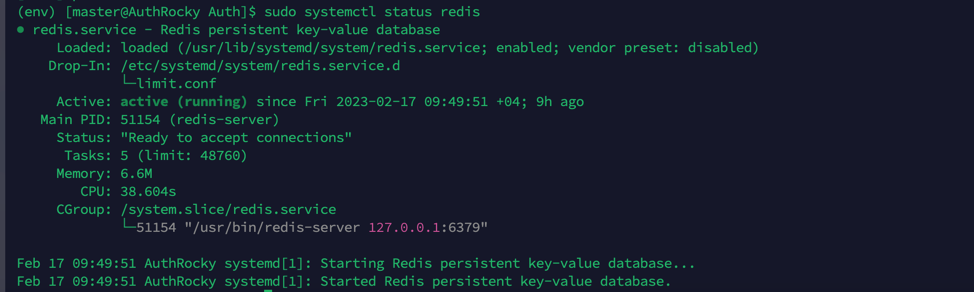 (env) [master@AuthRocky Auth]$ sudo systemctl status redis
● redis.service - Redis persistent key-value database
Loaded: loaded (/usr/lib/systemd/system/redis.service; enabled; vendor preset: disabled)
Drop-In: /etc/systemd/system/redis.service.d
└─limit.conf
Active: active (running) since Fri 2023-02-17 09:49:51 +04; 9h ago
Main PID: 51154 (redis-server)
Status: "Ready to accept connections"
Tasks: 5 (limit: 48760)
Memory: 6.6M
CPU: 38.604s
CGroup: /system.slice/redis.service
└─51154 "/usr/bin/redis-server 127.0.0.1:6379"
Feb 17 09:49:51 AuthRocky systemd[1]: Starting Redis persistent key-value database...
Feb 17 09:49:51 AuthRocky systemd[1]: Started Redis persistent key-value database.